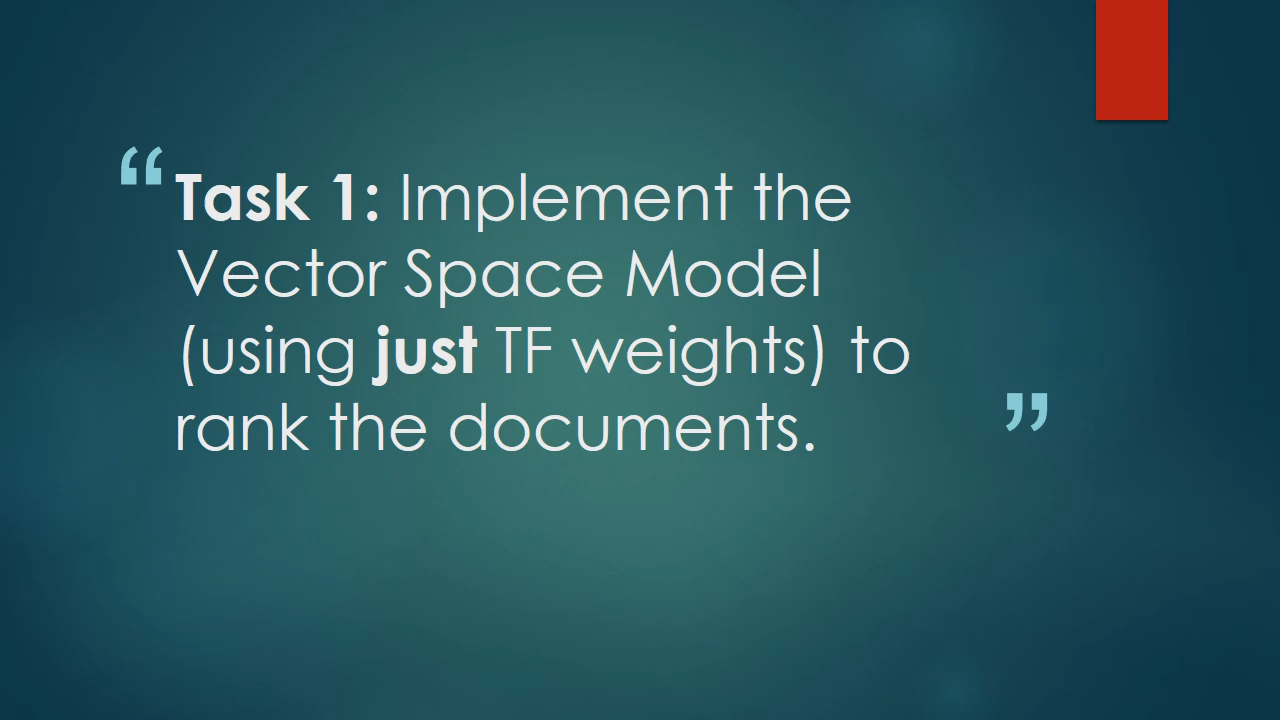 “Task 1: Implement the
Vector Space Model
(using just TF weights) to
rank the documents.”